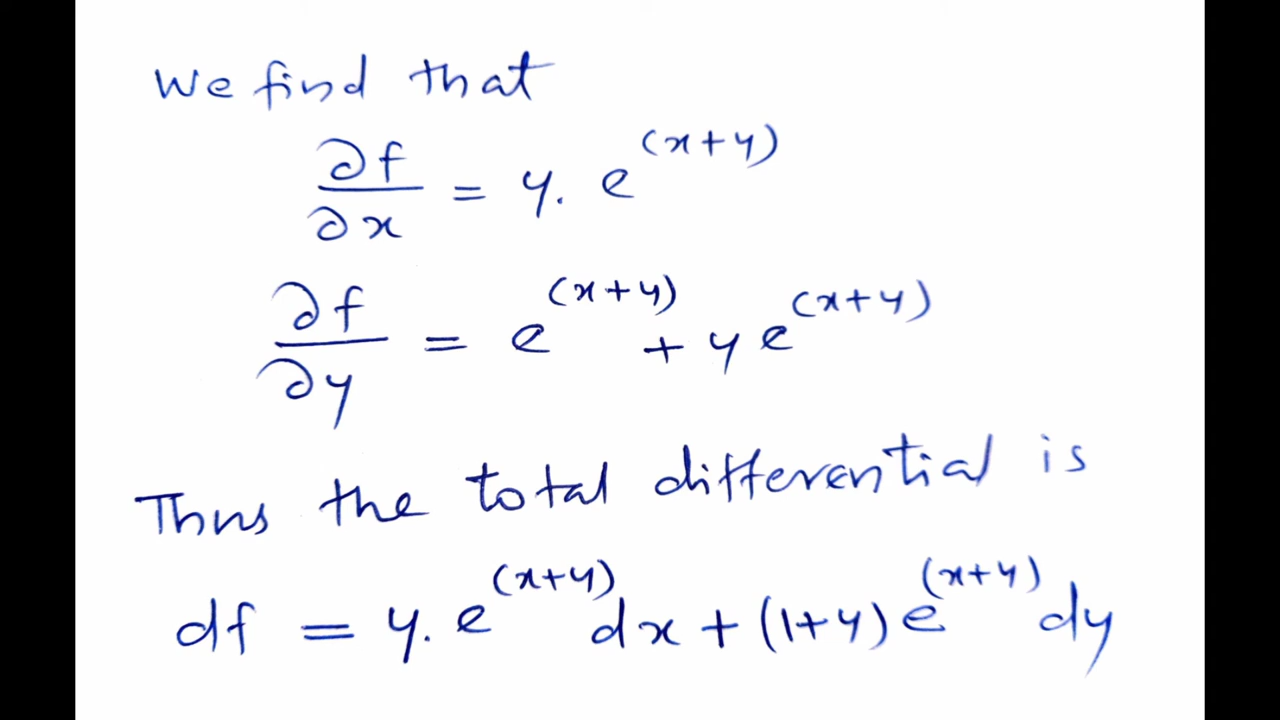 We find that
∂f/∂x = y. e^(x+y)
∂f/∂y = e^(x+y) + y e^(x+y)
Thus the total differential is
df = y. e^(x+y) dx + (1+y) e^(x+y) dy